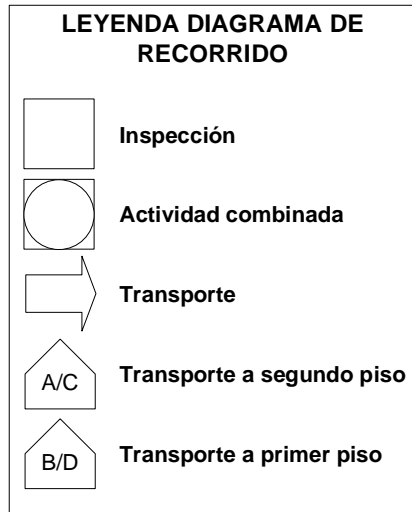 LEYENDA DIAGRAMA DE
RECORRIDO
Inspección
Actividad combinada
Transporte
A/C Transporte a segundo piso
B/D Transporte a primer piso